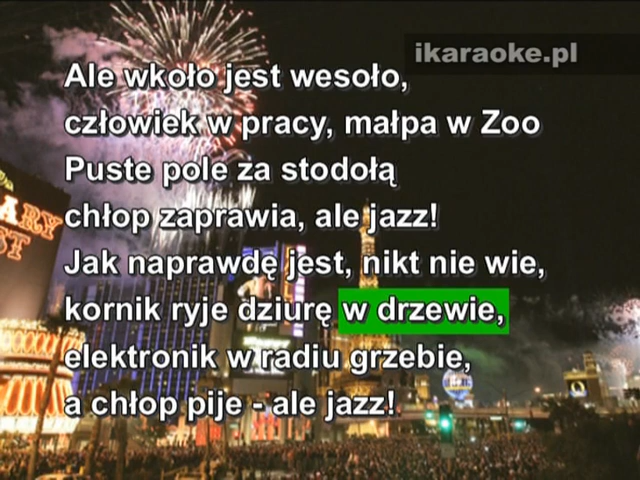 ikaraoke.pl
Ale wkoło jest wesoło,
człowiek w pracy, małpa w Zoo
Puste pole za stodołą
chłop zaprawia, ale jazz!
Jak naprawdę jest, nikt nie wie,
kornik ryje dziurę w drzewie,
elektronik w radiu grzebie,
a chłop pije - ale jazz!